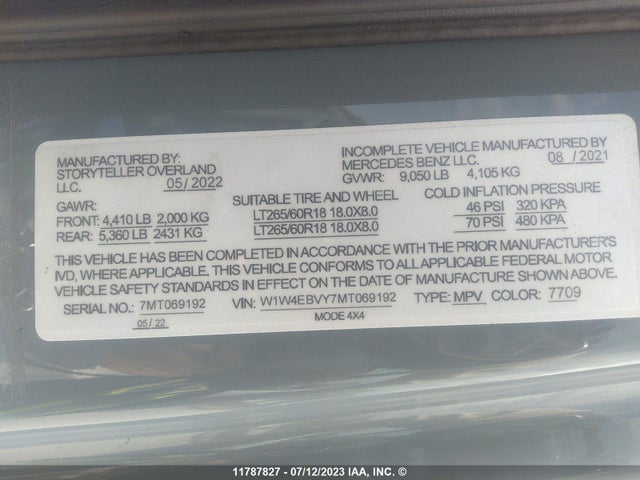 MANUFACTURED BY:
STORYTELLER OVERLAND
LLC. 05/2022
INCOMPLETE VEHICLE MANUFACTURED BY
MERCEDES BENZ LLC. 08 / 2021
GVWR: 9,050 LB 4,105 KG
GAWR:
FRONT: 4,410 LB 2,000 KG
REAR: 5,360 LB 2431 KG
SUITABLE TIRE AND WHEEL
LT265/60R18 18.0X8.0
LT265/60R18 18.0X8.0
COLD INFLATION PRESSURE
46 PSI 320 KPA
70 PSI 480 KPA
THIS VEHICLE HAS BEEN COMPLETED IN ACCORDANCE WITH THE PRIOR MANUFACTURER'S
IVD, WHERE APPLICABLE. THIS VEHICLE CONFORMS TO ALL APPLICABLE FEDERAL MOTOR
VEHICLE SAFETY STANDARDS IN EFFECT ON THE DATE OF MANUFACTURE SHOWN ABOVE.
SERIAL NO: 7MT069192 VIN: W1W4EBVY7MT069192 TYPE: MPV COLOR: 7709
05 / 22 MODE 4X4
11787827 - 07/12/2023 IAA, INC. ©